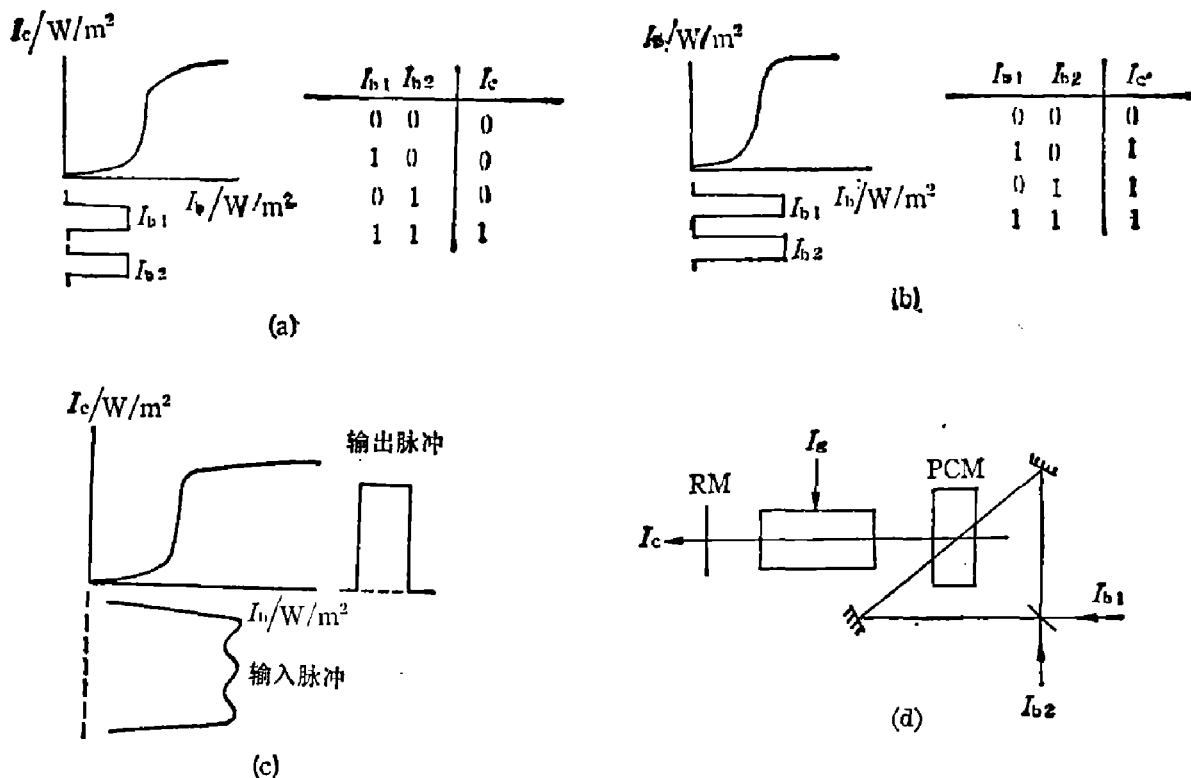 Ic/W/m²
Ib/W/m²
Ib1
Ib2
Ib1 Ib2 Ic
0 0 0
1 0 0
0 1 0
1 1 1
(a)
/W/m²
Ib/W/m²
Ib1
Ib2
Ib1 Ib2 Ic
0 0 0
1 0 1
0 1 1
1 1 1
(b)
Ic/W/m²
Ib/W/m²
输出脉冲
输入脉冲
(c)
Ig
RM
PCM
Ic
Ib1
Ib2
(d)